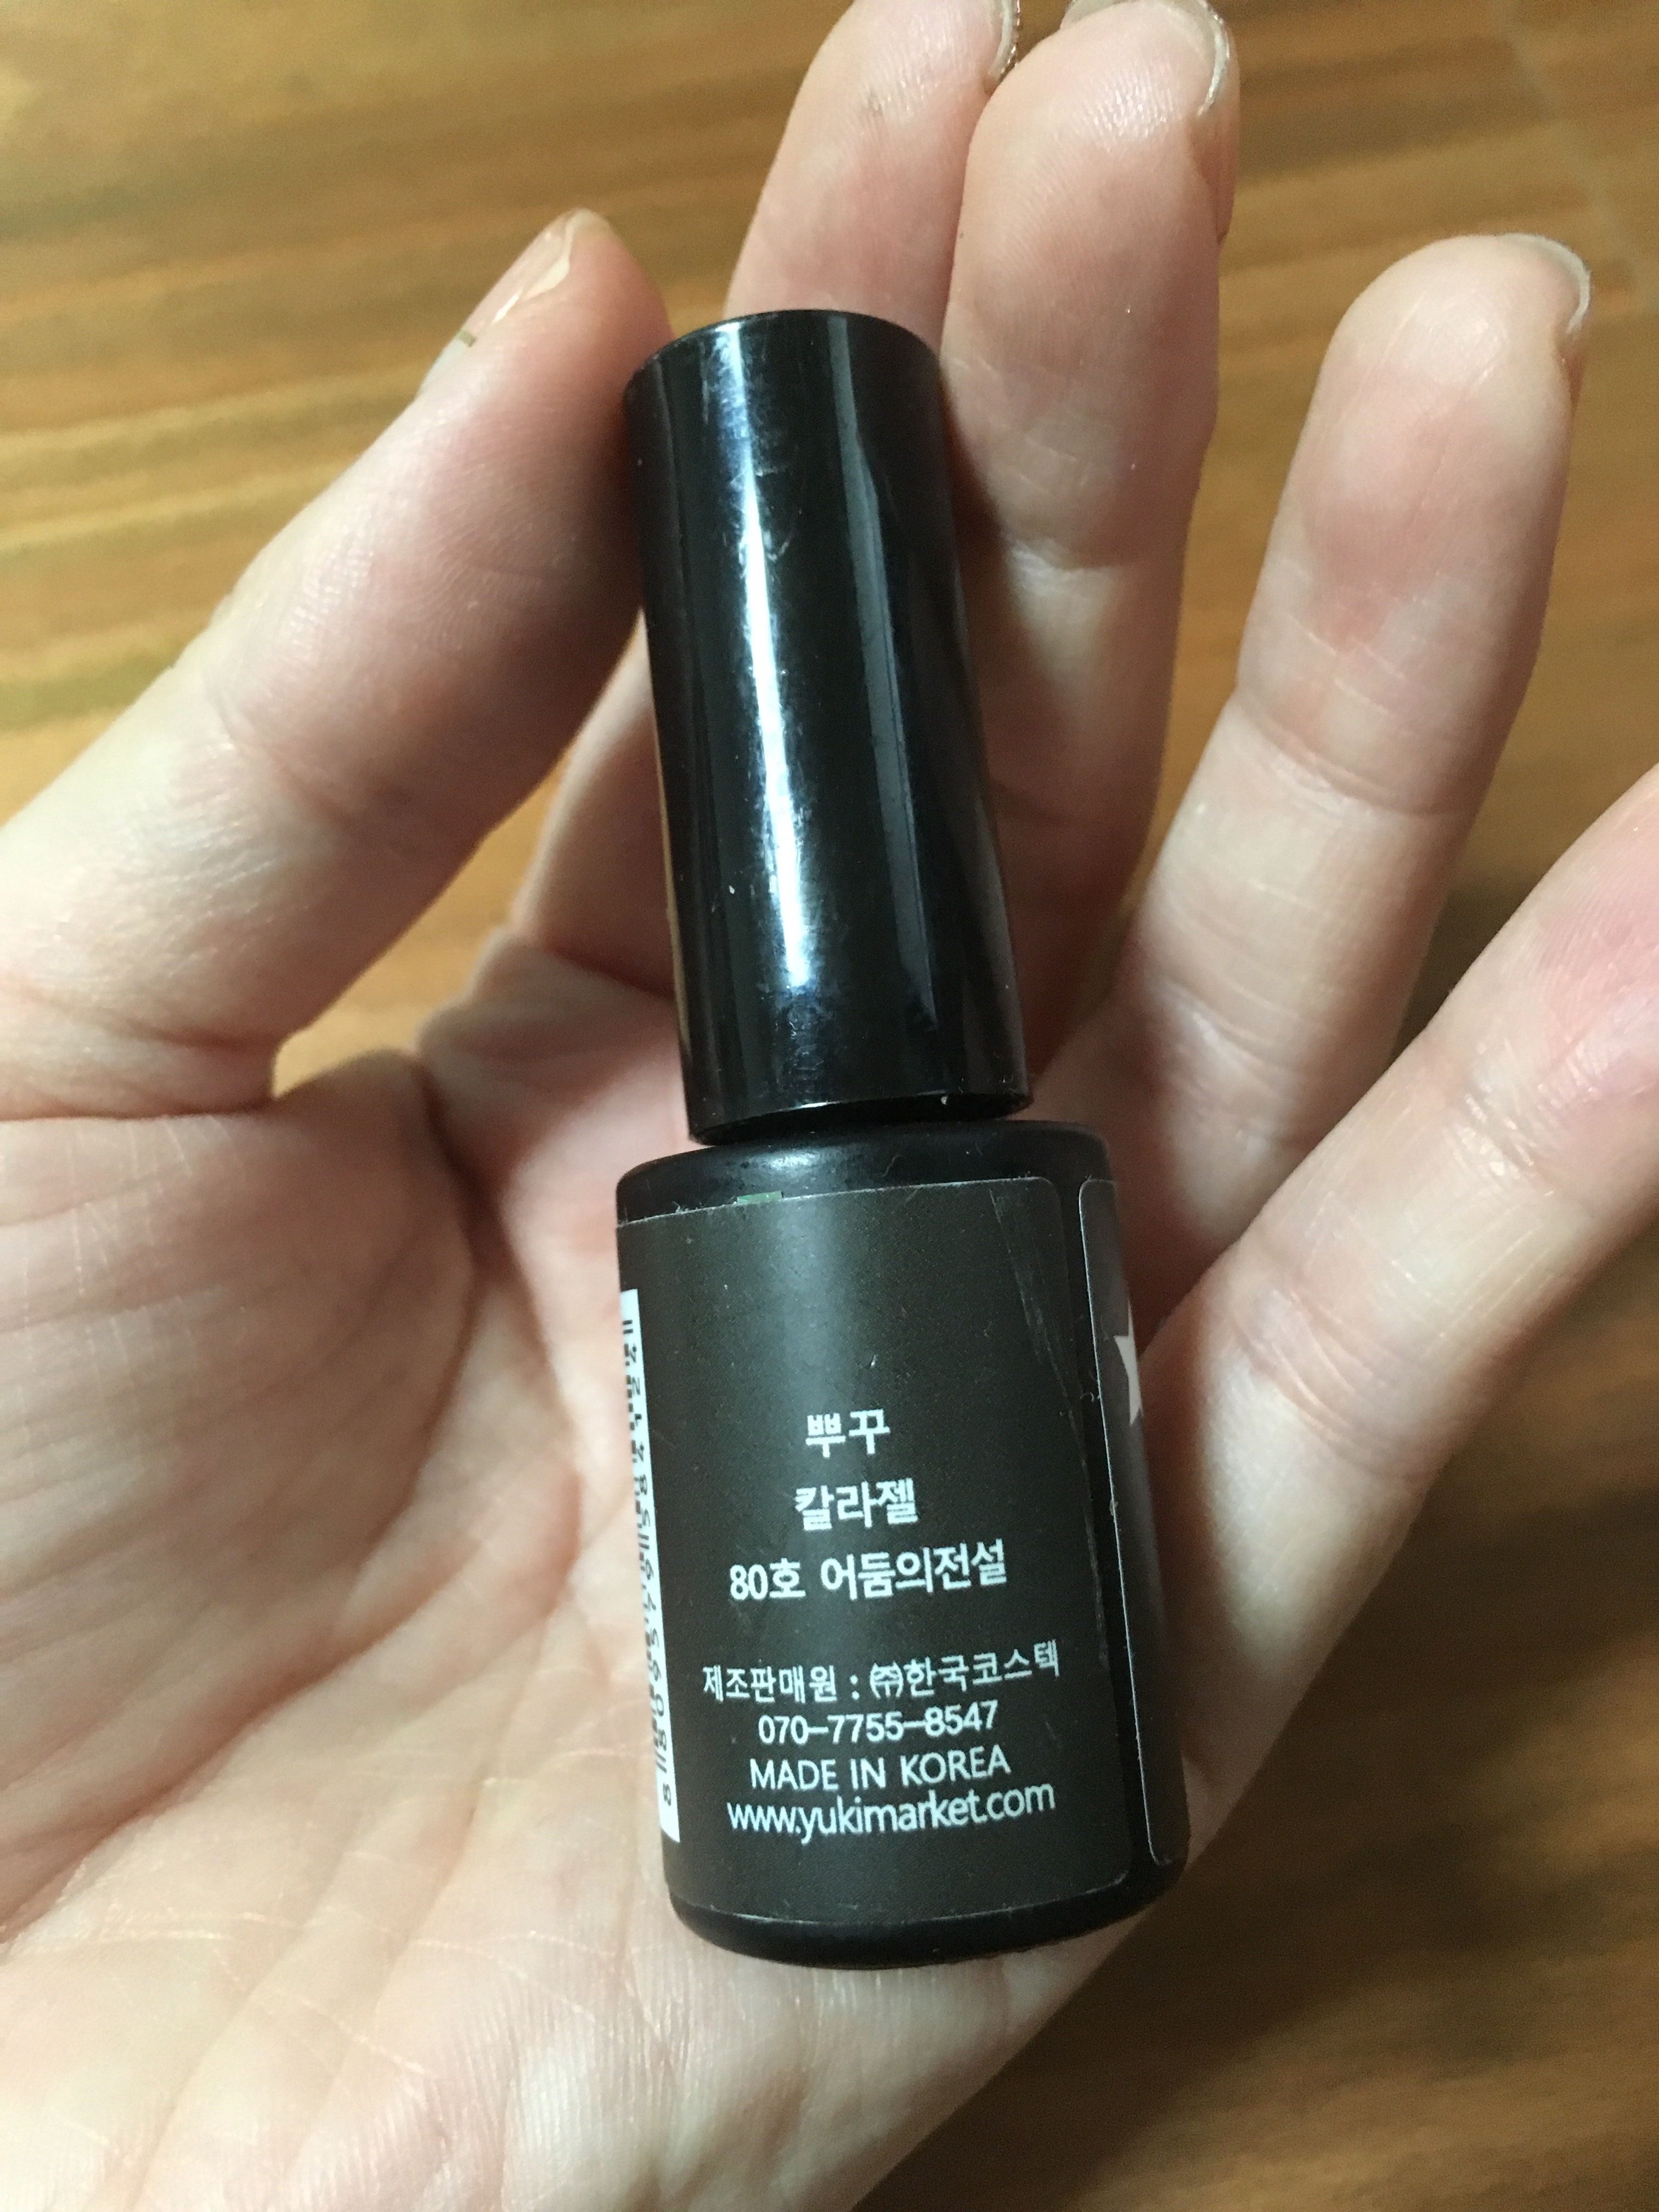 뿌꾸
칼라젤
80호 어둠의전설
제조판매원 : ㈜한국코스텍
070-7755-8547
MADE IN KOREA
www.yukimarket.com